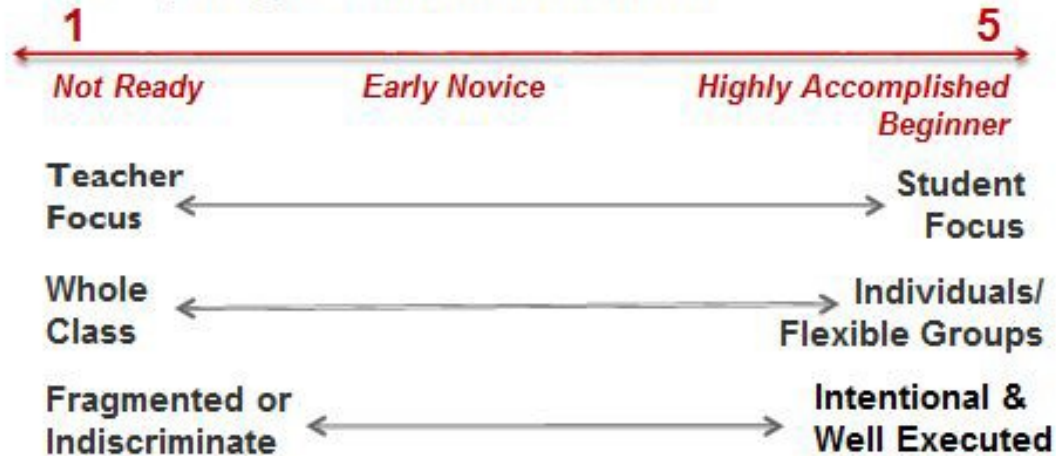 1 5
Not Ready Early Novice Highly Accomplished
Beginner
Teacher
Focus
Student
Focus
Whole
Class
Individuals/
Flexible Groups
Fragmented or
Indiscriminate
Intentional &
Well Executed